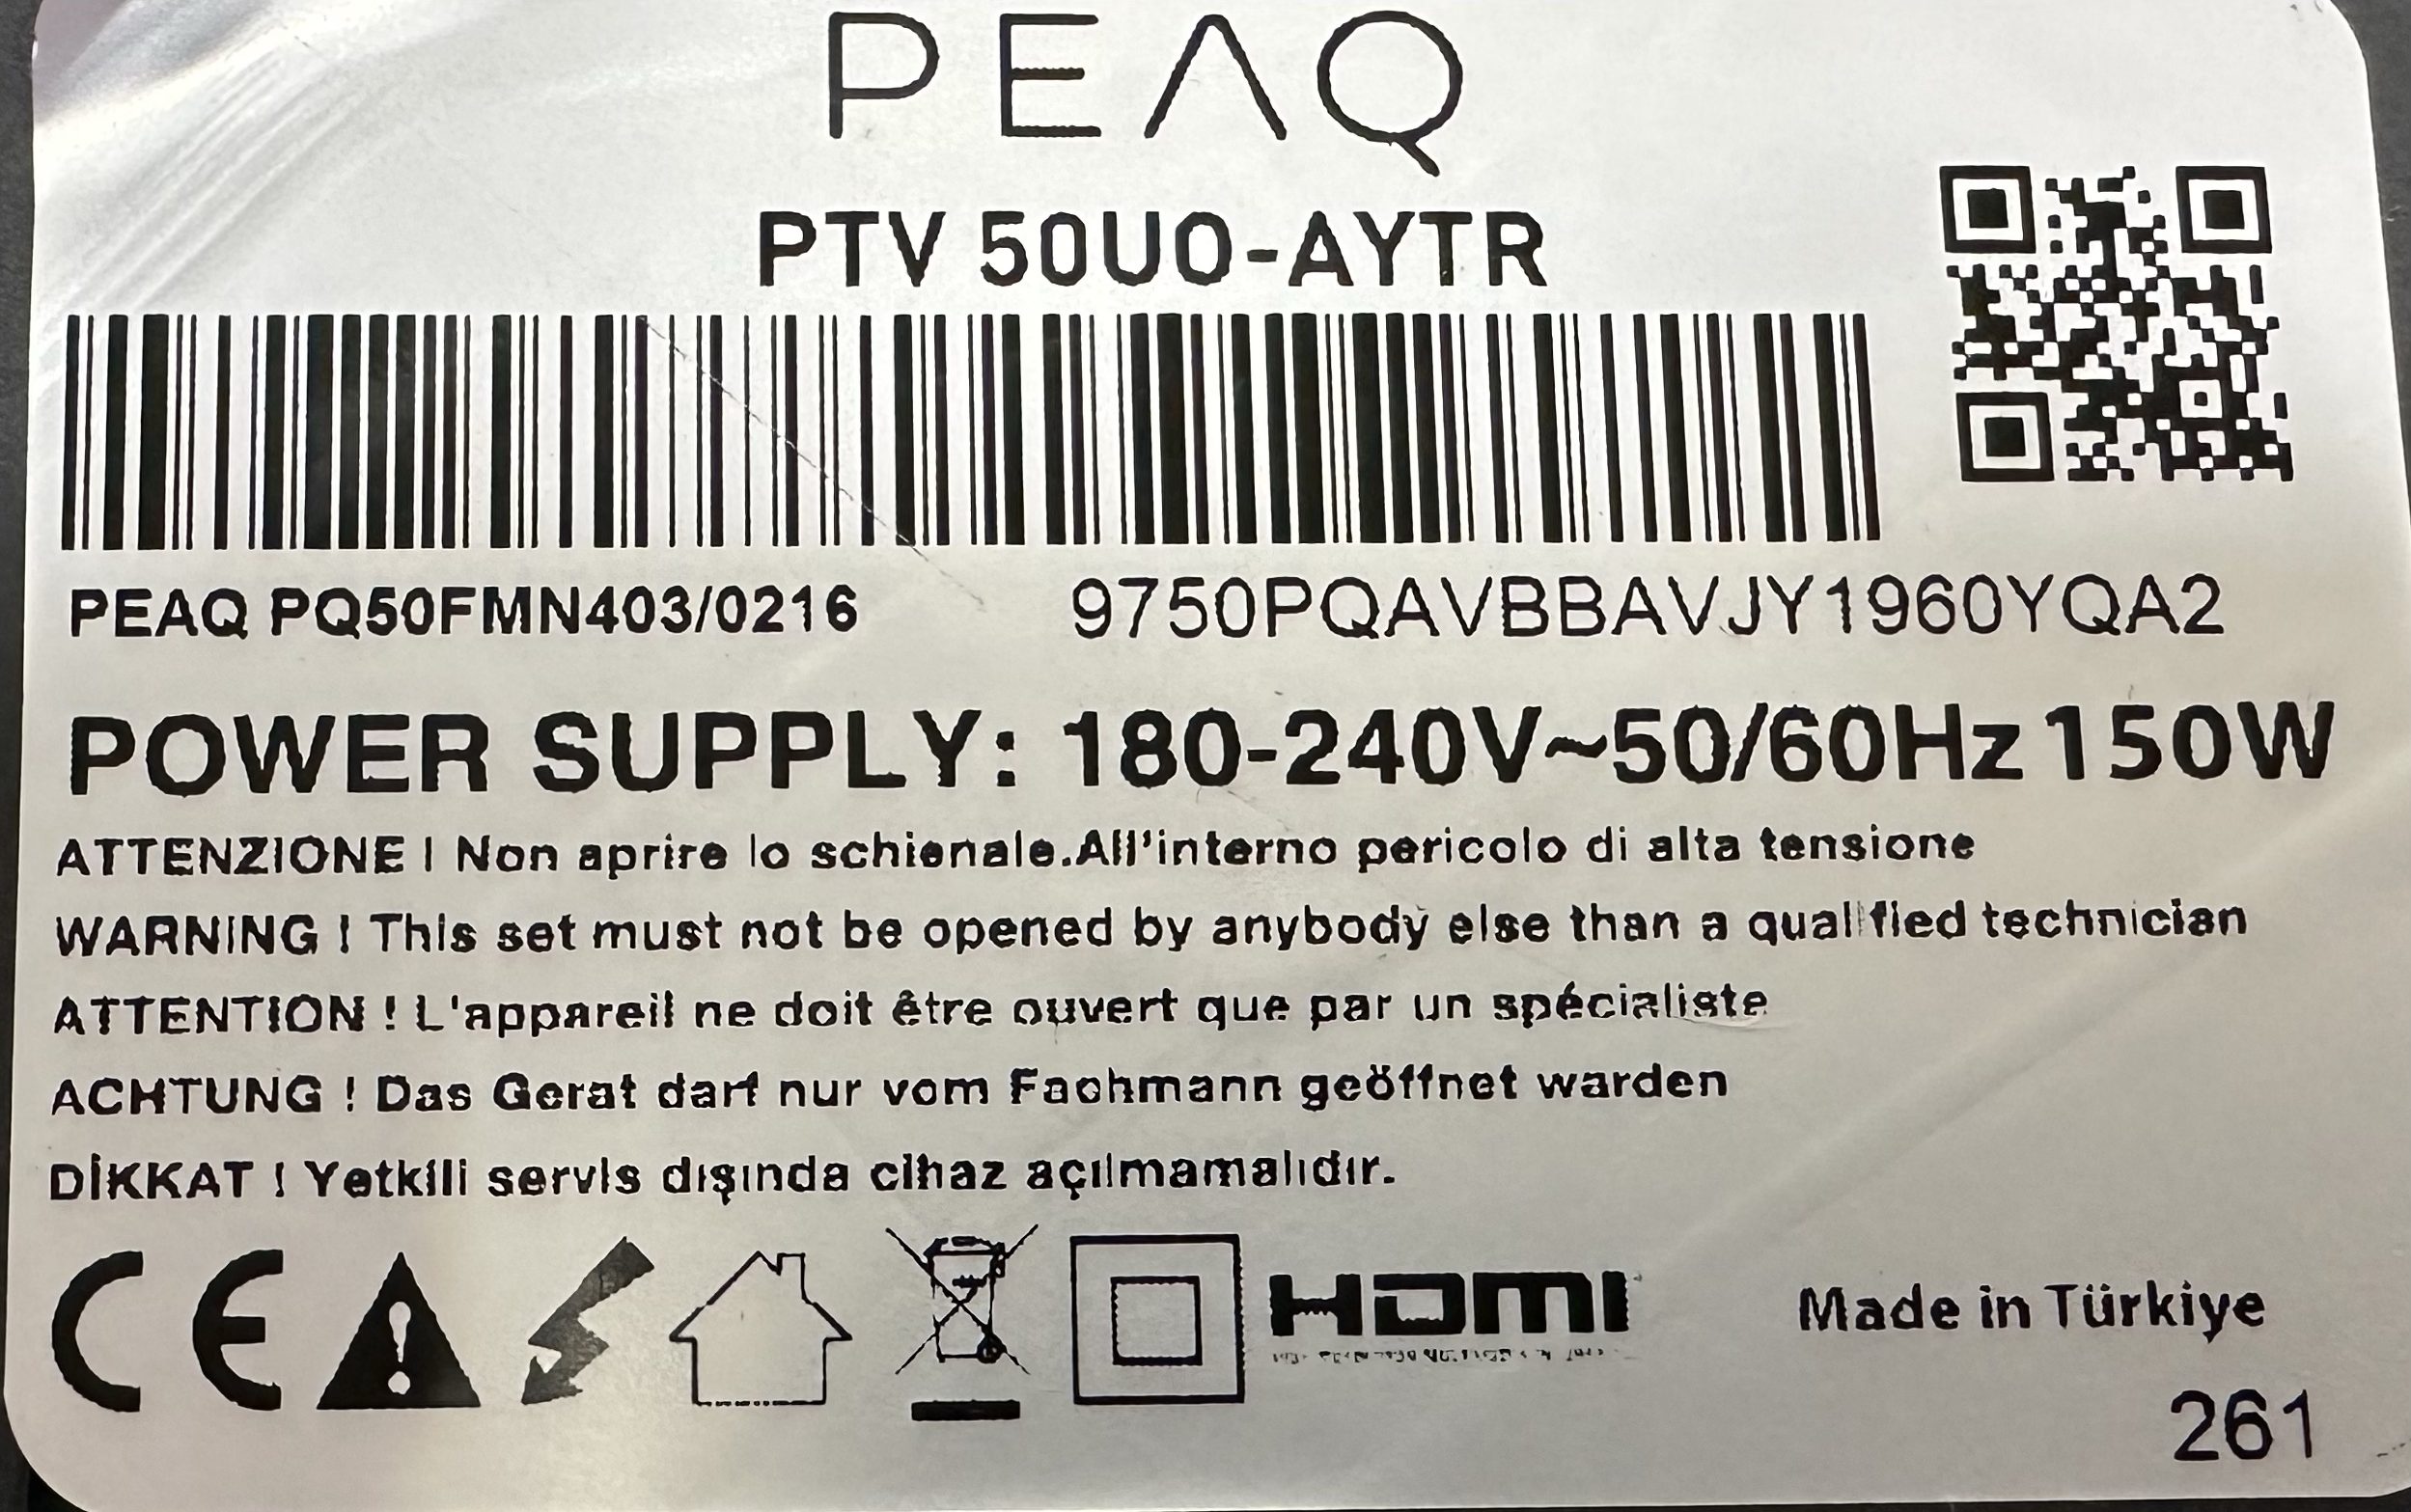 PEAQ
PTV 50UO-AYTR
PEAQ PQ50FMN403/0216 9750PQAVBBAVJY1960YQA2
POWER SUPPLY: 180-240V~50/60Hz 150W
ATTENZIONE ! Non aprire lo schienale.All'interno pericolo di alta tensione
WARNING ! This set must not be opened by anybody else than a qualified technician
ATTENTION ! L'appareil ne doit être ouvert que par un spécialiste
ACHTUNG ! Das Gerat darf nur vom Fachmann geöffnet warden
DİKKAT ! Yetkili servis dışında cihaz açılmamalıdır.
CE HDMI Made in Türkiye
261